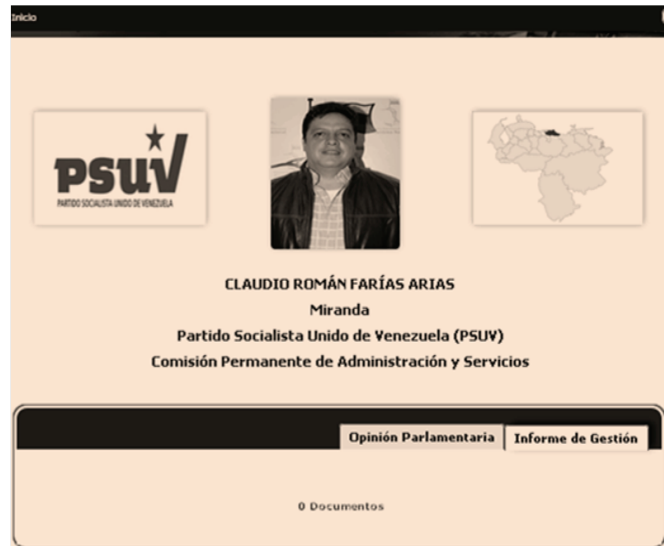 Inicio
PSUV
PARTIDO SOCIALISTA UNIDO DE VENEZUELA
CLAUDIO ROMÁN FARÍAS ARIAS
Miranda
Partido Socialista Unido de Venezuela (PSUV)
Comisión Permanente de Administración y Servicios
Opinión Parlamentaria
Informe de Gestión
0 Documentos